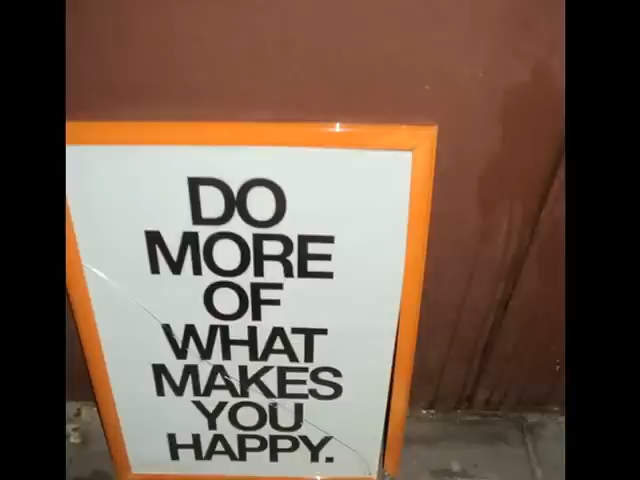 DO
MORE
OF
WHAT
MAKES
YOU
HAPPY.